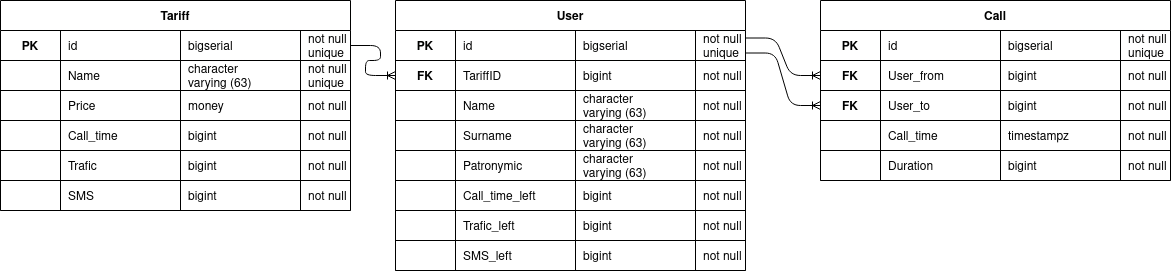 Tariff
PK id bigserial not null
unique
Name character
varying (63) not null
unique
Price money not null
Call_time bigint not null
Trafic bigint not null
SMS bigint not null
User
PK id bigserial not null
unique
FK TariffID bigint not null
Name character
varying (63) not null
Surname character
varying (63) not null
Patronymic character
varying (63) not null
Call_time_left bigint not null
Trafic_left bigint not null
SMS_left bigint not null
Call
PK id bigserial not null
unique
FK User_from bigint not null
FK User_to bigint not null
Call_time timestampz not null
Duration bigint not null